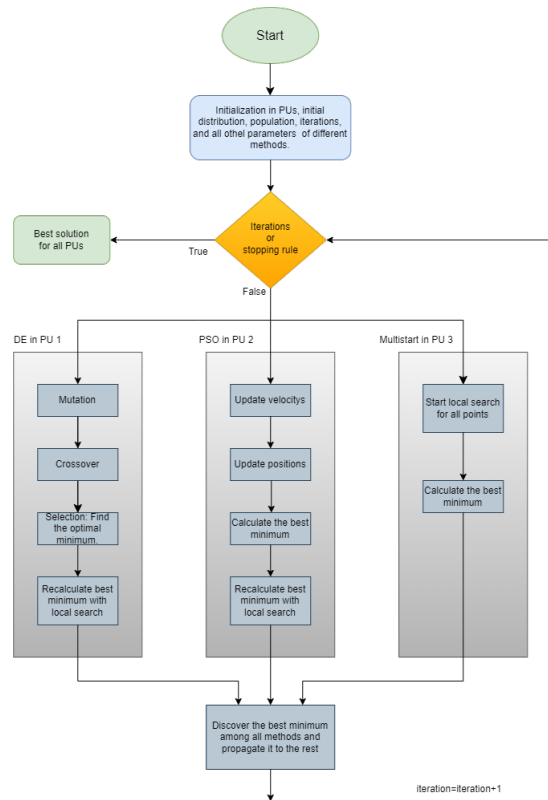 Start
Initialization in PUs, initial
distribution, population, iterations,
and all othel parameters of different
methods.
Iterations
or
stopping rule
Best solution
for all PUs
True
False
DE in PU 1
PSO in PU 2
Multistart in PU 3
Mutation
Crossover
Selection: Find
the optimal
minimum.
Recalculate best
minimum with
local search
Update velocitys
Update positions
Calculate the best
minimum
Recalculate best
minimum with
local search
Start local search
for all points
Calculate the best
minimum
Discover the best minimum
among all methods and
propagate it to the rest
iteration=iteration+1